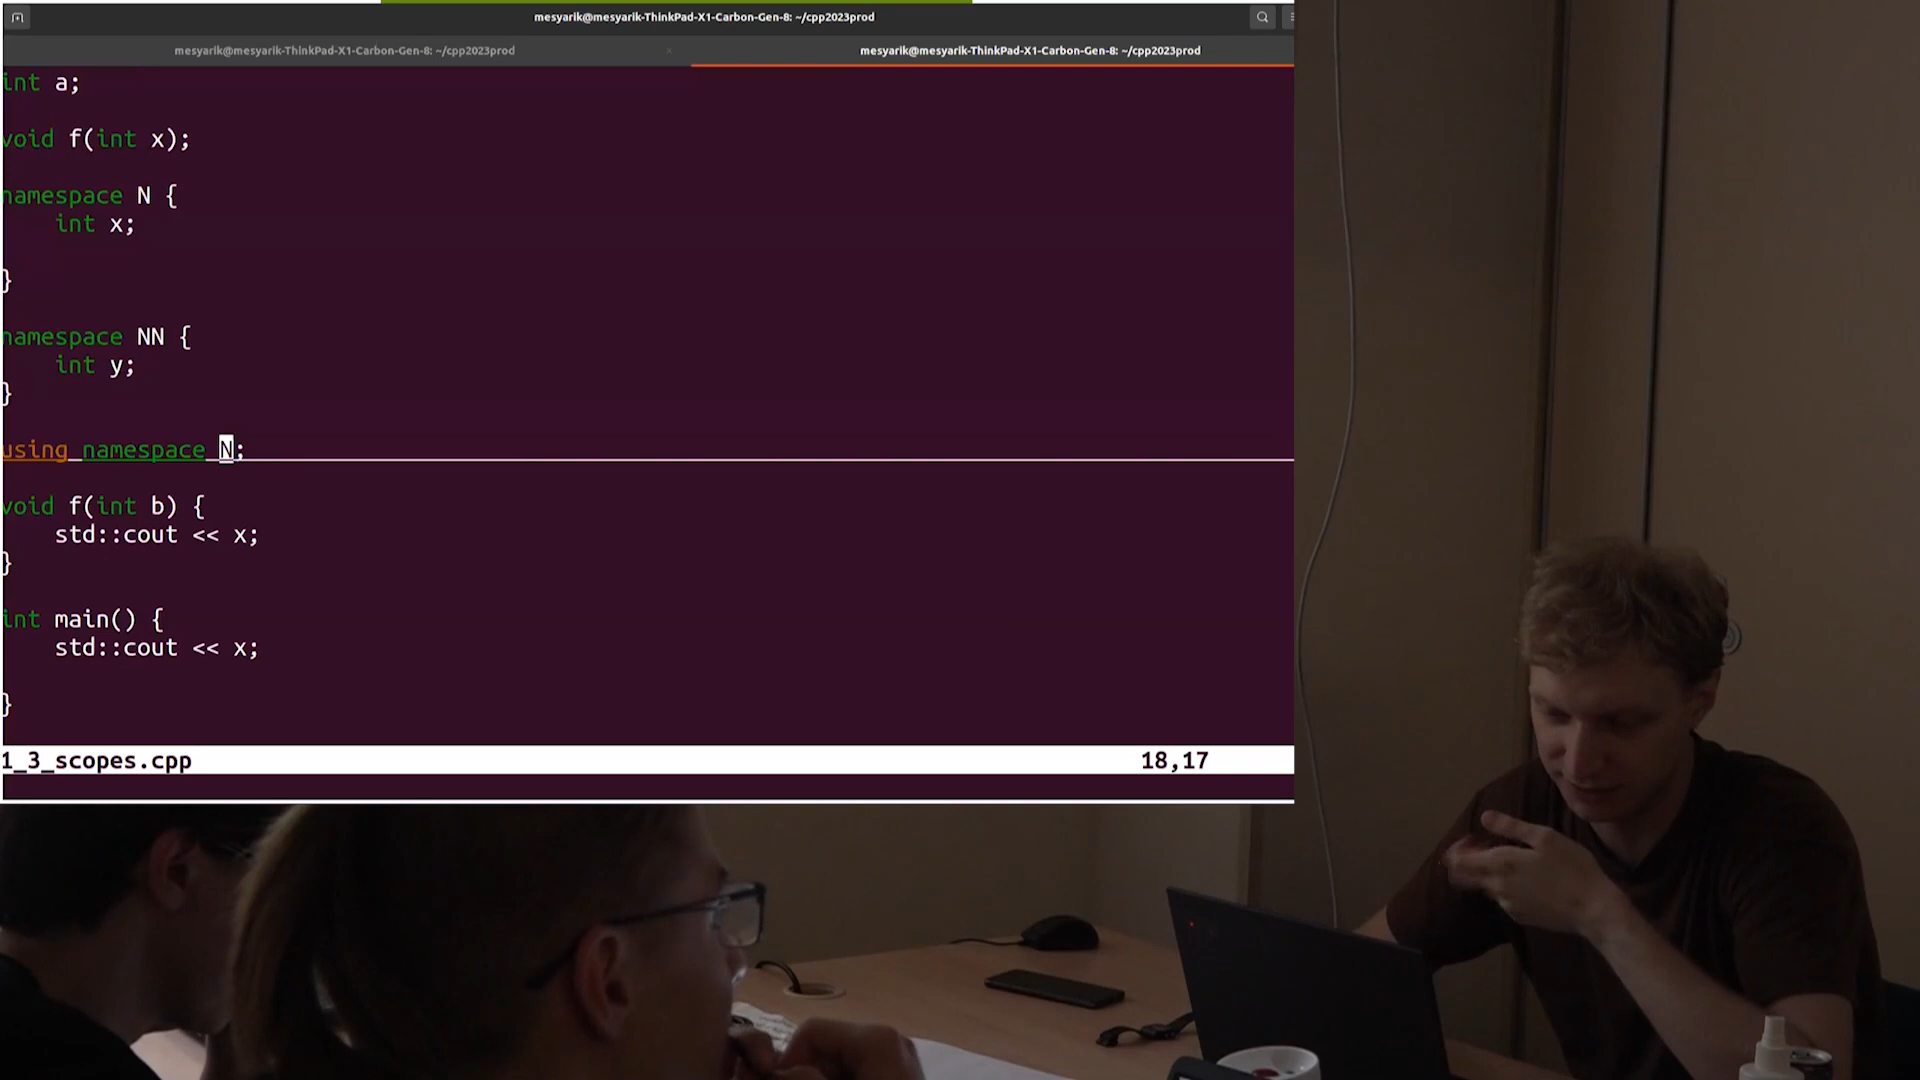 mesyarik@mesyarik-ThinkPad-X1-Carbon-Gen-8: ~/cpp2023prod
mesyarik@mesyarik-ThinkPad-X1-Carbon-Gen-8: ~/cpp2023prod
mesyarik@mesyarik-ThinkPad-X1-Carbon-Gen-8: ~/cpp2023prod
int a;
void f(int x);
namespace N {
int x;
}
namespace NN {
int y;
}
using namespace N;
void f(int b) {
std::cout << x;
}
int main() {
std::cout << x;
}
1_3_scopes.cpp 18,17